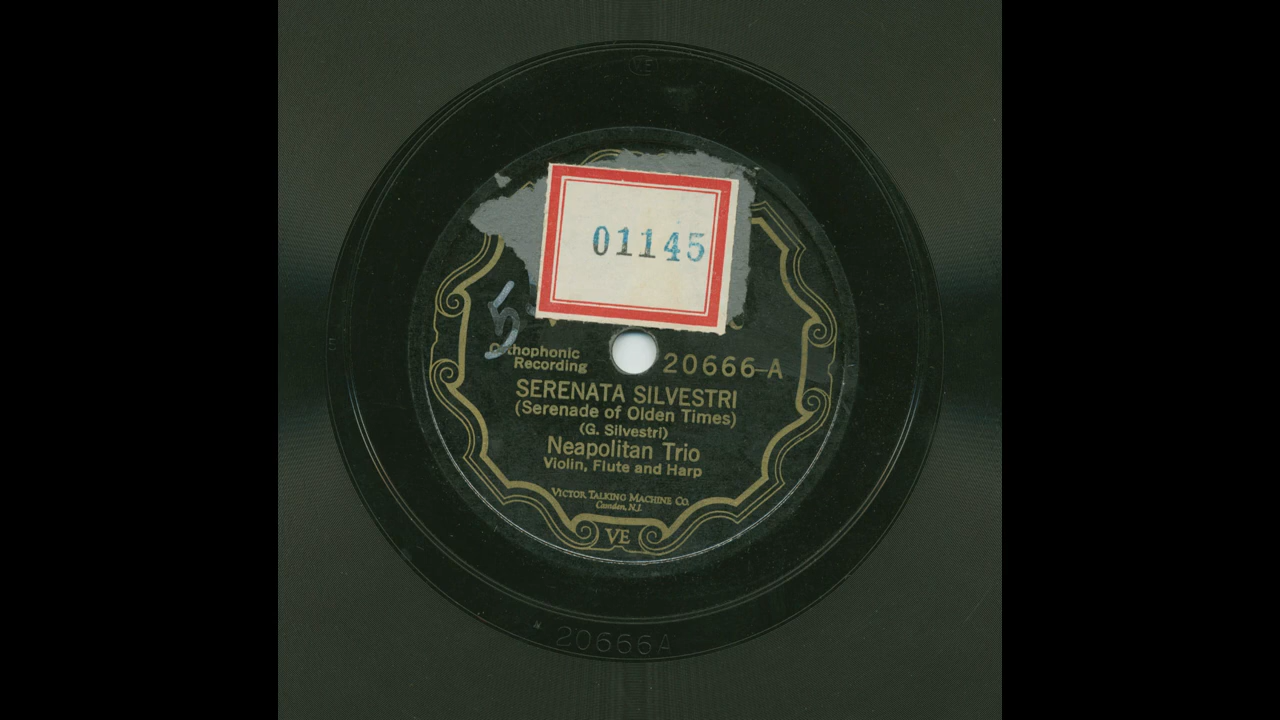 VE
01145
5
Orthophonic
Recording
20666-A
SERENATA SILVESTRI
(Serenade of Olden Times)
(G. Silvestri)
Neapolitan Trio
Violin, Flute and Harp
VICTOR TALKING MACHINE CO.
Camden, N.J.
VE
20666A